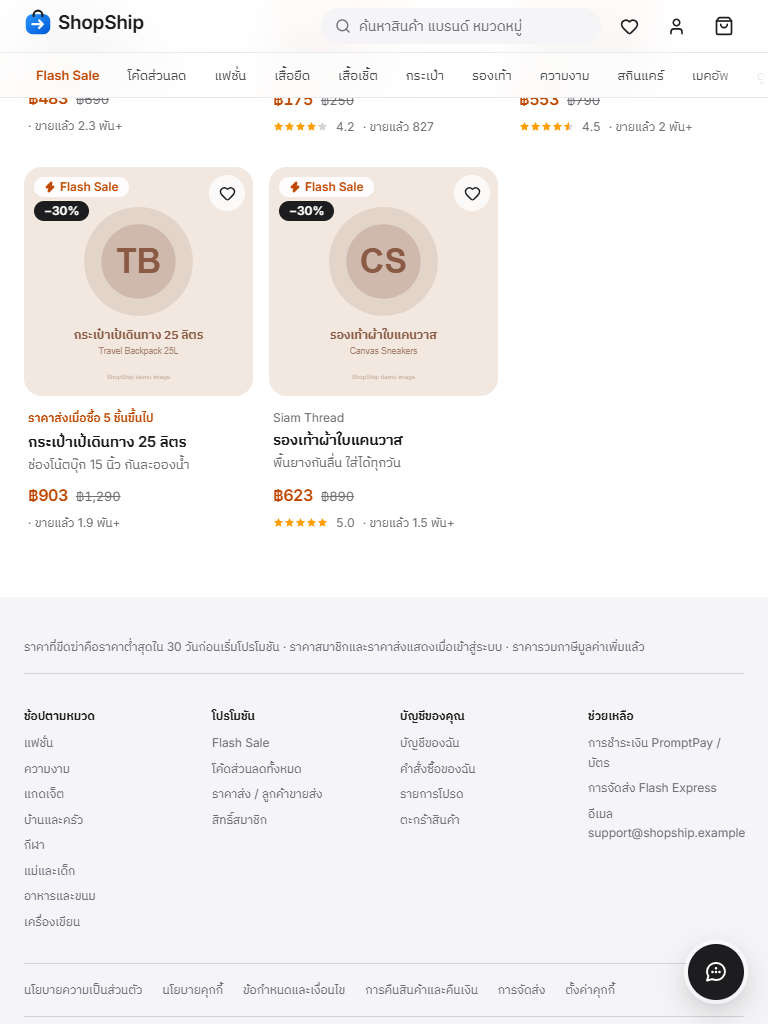 ShopShip
ค้นหาสินค้า แบรนด์ หมวดหมู่
Flash Sale โค้ดส่วนลด แฟชั่น เสื้อยืด เสื้อเชิ้ต กระเป๋า รองเท้า ความงาม สกินแคร์ เมคอัพ
฿483 ฿690
· ขายแล้ว 2.3 พัน+
฿175 ฿250
4.2 · ขายแล้ว 827
฿553 ฿790
4.5 · ขายแล้ว 2 พัน+
Flash Sale
−30%
TB
กระเป๋าเป้เดินทาง 25 ลิตร
Travel Backpack 25L
ShopShip demo image
ราคาส่งเมื่อซื้อ 5 ชิ้นขึ้นไป
กระเป๋าเป้เดินทาง 25 ลิตร
ช่องโน้ตบุ๊ก 15 นิ้ว กันละอองน้ำ
฿903 ฿1,290
· ขายแล้ว 1.9 พัน+
Flash Sale
−30%
CS
รองเท้าผ้าใบแคนวาส
Canvas Sneakers
ShopShip demo image
Siam Thread
รองเท้าผ้าใบแคนวาส
พื้นยางกันลื่น ใส่ได้ทุกวัน
฿623 ฿890
5.0 · ขายแล้ว 1.5 พัน+
ราคาที่ขีดฆ่าคือราคาต่ำสุดใน 30 วันก่อนเริ่มโปรโมชัน · ราคาสมาชิกและราคาส่งแสดงเมื่อเข้าสู่ระบบ · ราคารวมภาษีมูลค่าเพิ่มแล้ว
ช้อปตามหมวด
แฟชั่น
ความงาม
แกดเจ็ต
บ้านและครัว
กีฬา
แม่และเด็ก
อาหารและขนม
เครื่องเขียน
โปรโมชัน
Flash Sale
โค้ดส่วนลดทั้งหมด
ราคาส่ง / ลูกค้าขายส่ง
สิทธิ์สมาชิก
บัญชีของคุณ
บัญชีของฉัน
คำสั่งซื้อของฉัน
รายการโปรด
ตะกร้าสินค้า
ช่วยเหลือ
การชำระเงิน PromptPay /
บัตร
การจัดส่ง Flash Express
อีเมล
support@shopship.example
นโยบายความเป็นส่วนตัว นโยบายคุกกี้ ข้อกำหนดและเงื่อนไข การคืนสินค้าและคืนเงิน การจัดส่ง ตั้งค่าคุกกี้